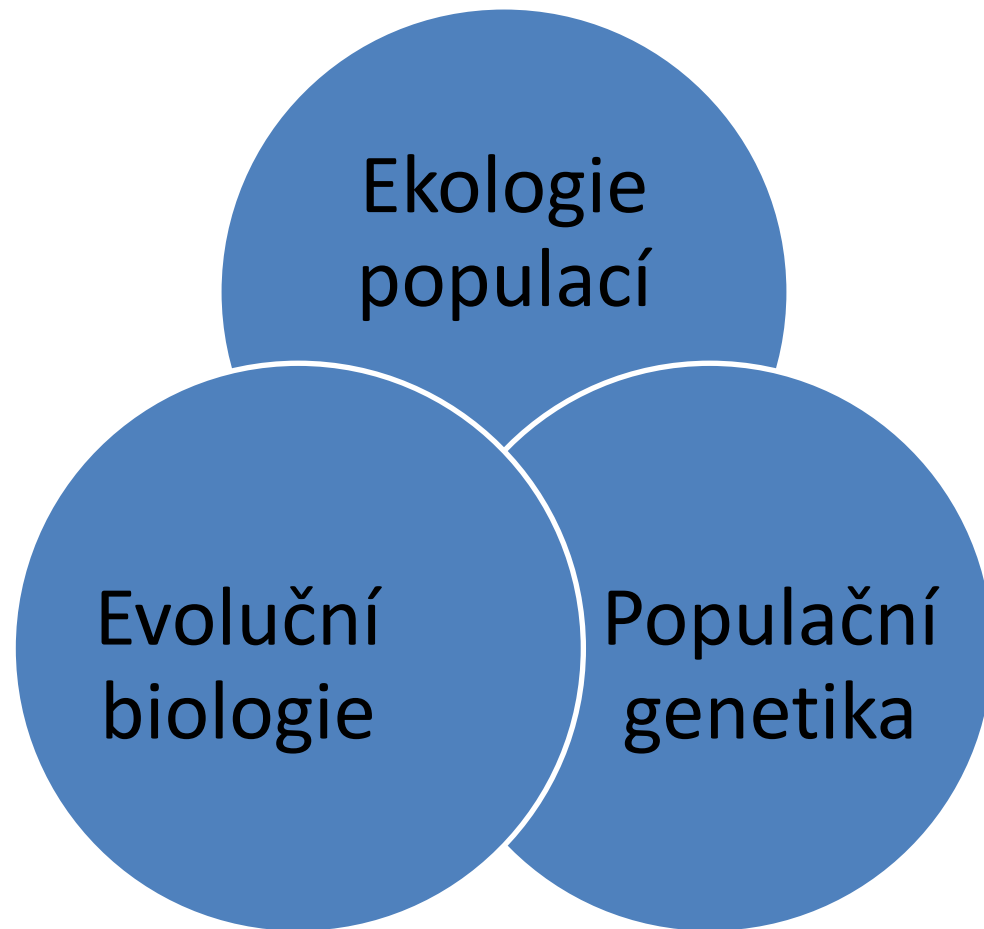 Ekologie
populací
Evoluční
biologie
Populační
genetika